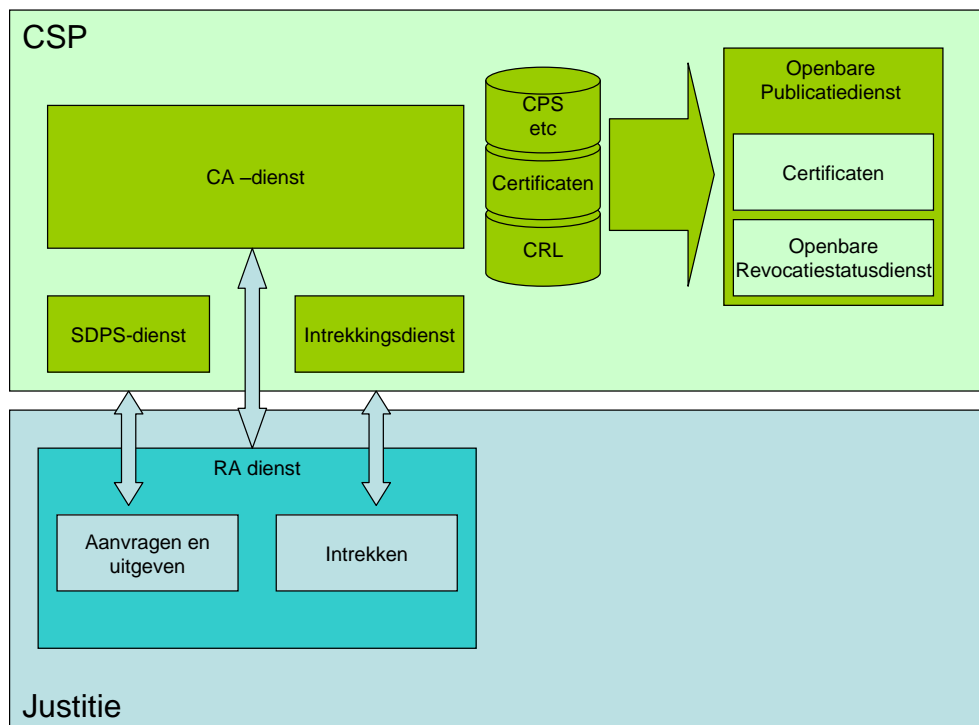 CSP
CA –dienst
SDPS-dienst
Intrekkingsdienst
CPS
etc
Certificaten
CRL
Openbare
Publicatiedienst
Certificaten
Openbare
Revocatiestatusdienst
RA dienst
Aanvragen en
uitgeven
Intrekken
Justitie